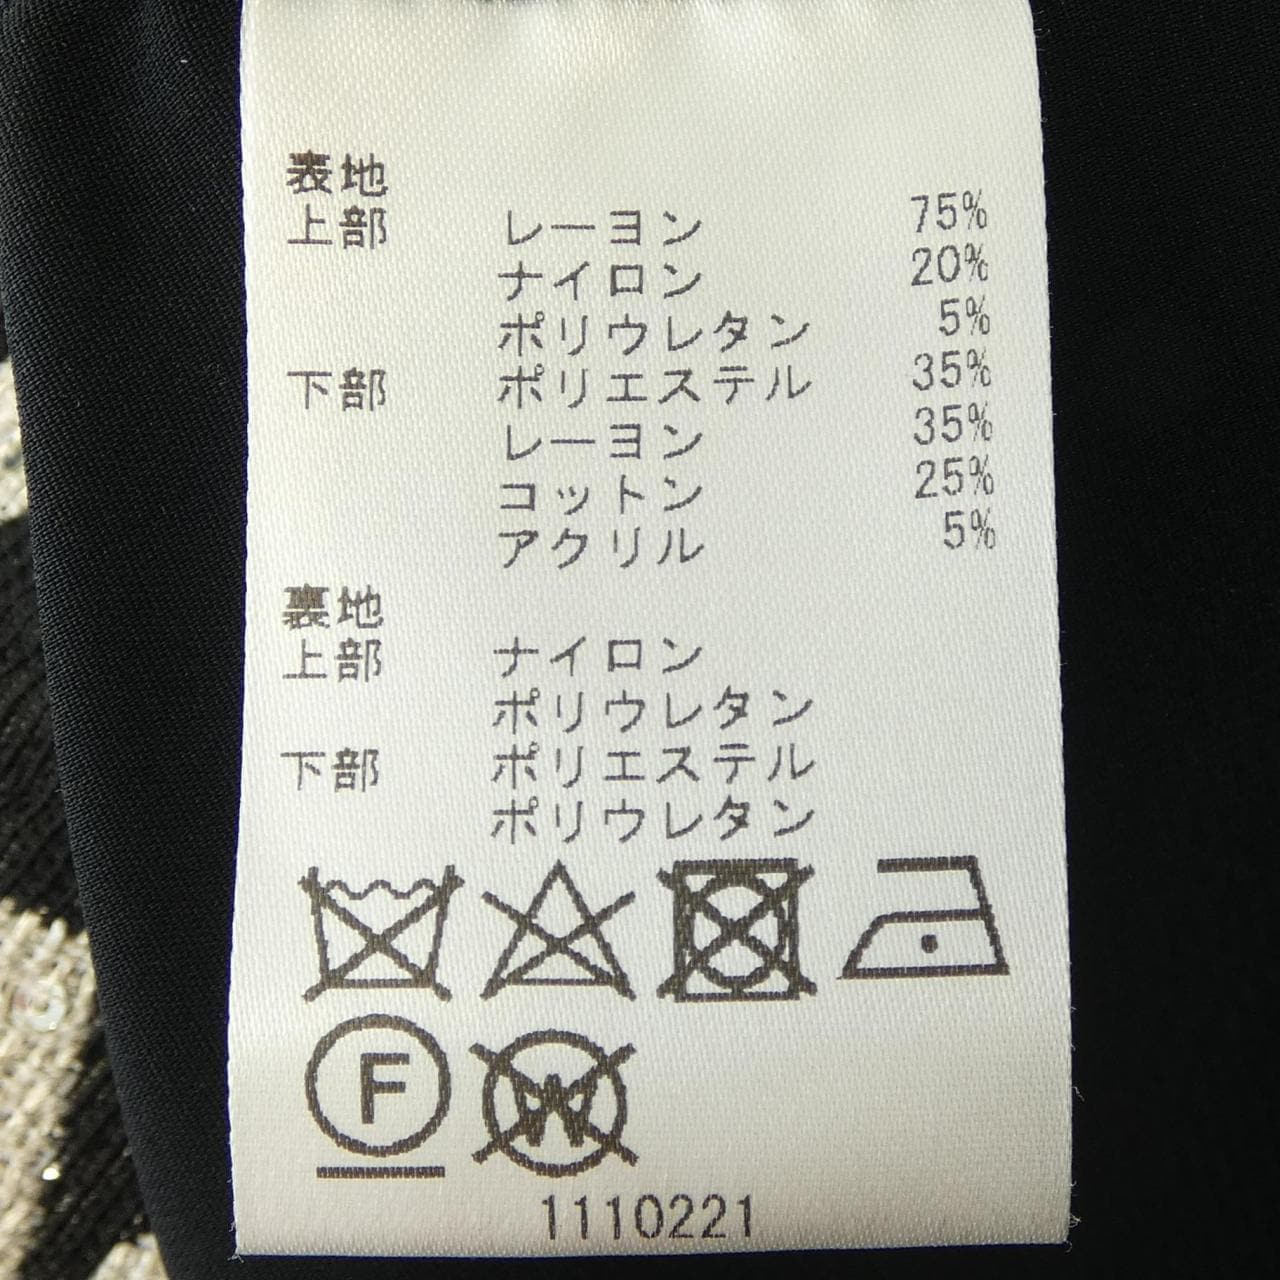 表地
上部 レーヨン 75%
ナイロン 20%
ポリウレタン 5%
下部 ポリエステル 35%
レーヨン 35%
コットン 25%
アクリル 5%
裏地
上部 ナイロン
ポリウレタン
下部 ポリエステル
ポリウレタン
F W
1110221